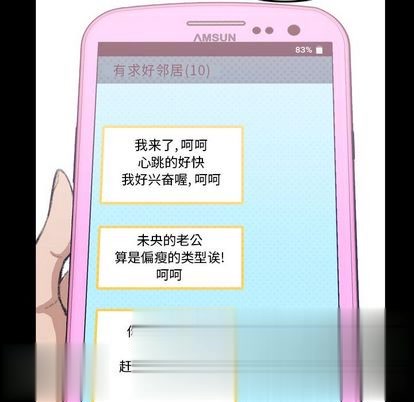 AMSUN
83%
有求好邻居(10)
我来了, 呵呵
心跳的好快
我好兴奋喔, 呵呵
未央的老公
算是偏瘦的类型诶!
呵呵
赶